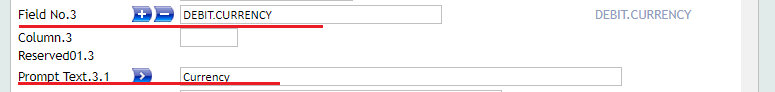 Field No.3 DEBIT.CURRENCY DEBIT.CURRENCY
Column.3
Reserved01.3
Prompt Text.3.1 Currency